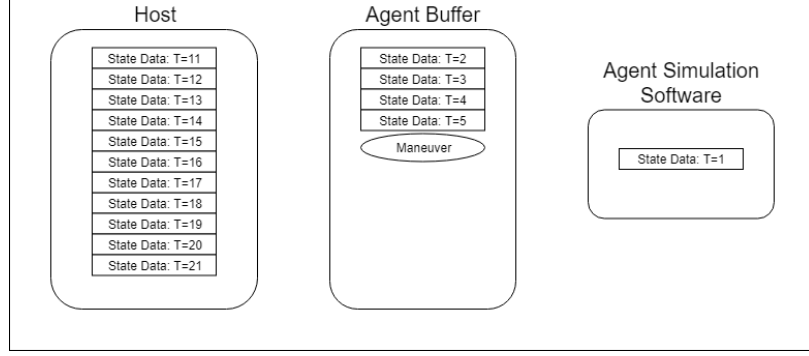 Host
State Data: T=11
State Data: T=12
State Data: T=13
State Data: T=14
State Data: T=15
State Data: T=16
State Data: T=17
State Data: T=18
State Data: T=19
State Data: T=20
State Data: T=21
Agent Buffer
State Data: T=2
State Data: T=3
State Data: T=4
State Data: T=5
Maneuver
Agent Simulation
Software
State Data: T=1